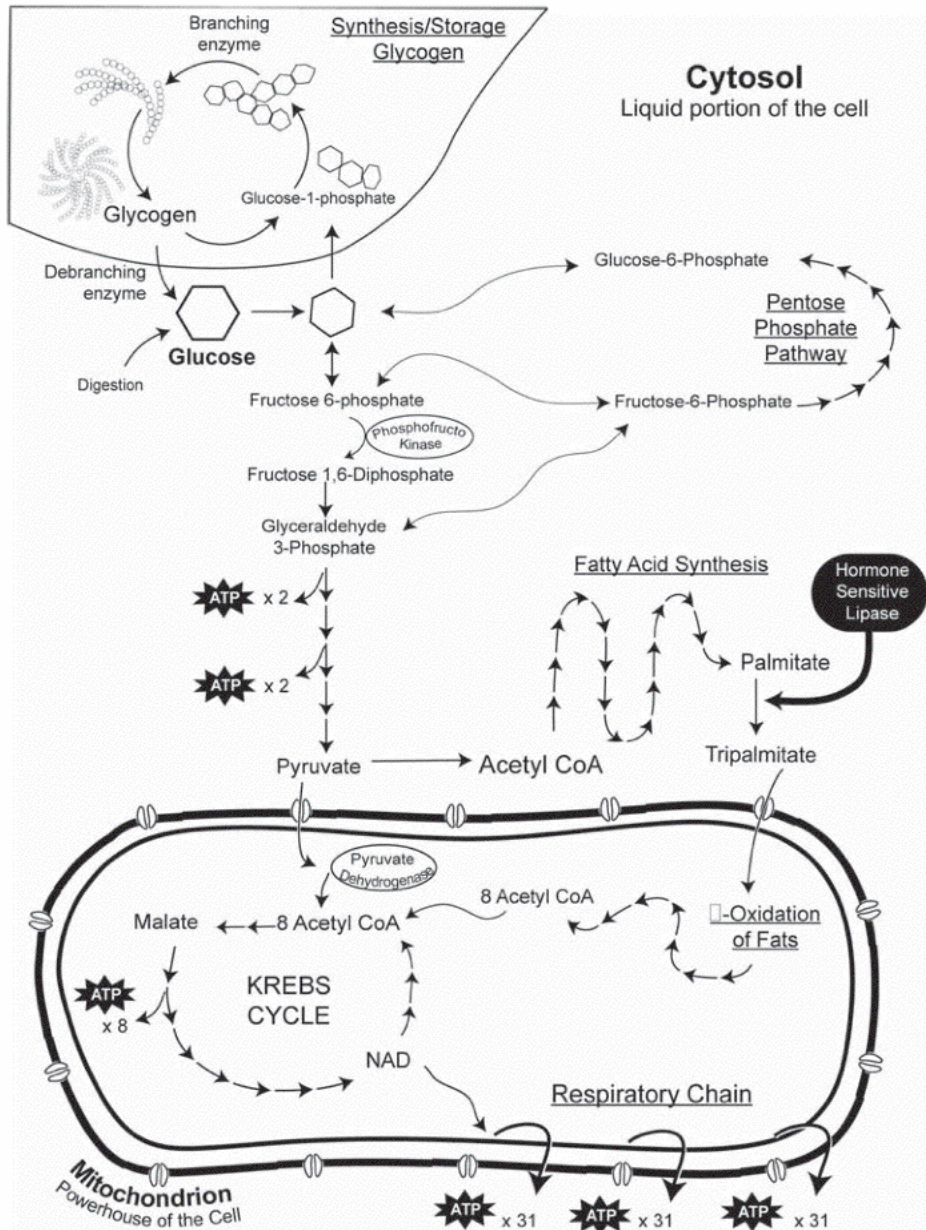 Branching
enzyme
Synthesis/Storage
Glycogen
Cytosol
Liquid portion of the cell
Glucose-1-phosphate
Glycogen
Debranching
enzyme
Glucose
Digestion
Glucose-6-Phosphate
Pentose
Phosphate
Pathway
Fructose 6-phosphate
Fructose-6-Phosphate
Phosphofructo
Kinase
Fructose 1,6-Diphosphate
Glyceraldehyde
3-Phosphate
ATP x 2
ATP x 2
Fatty Acid Synthesis
Hormone
Sensitive
Lipase
Palmitate
Tripalmitate
Pyruvate
Acetyl CoA
Pyruvate
Dehydrogenase
8 Acetyl CoA
▯-Oxidation
of Fats
Malate
8 Acetyl CoA
ATP
x 8
KREBS
CYCLE
NAD
Respiratory Chain
Mitochondrion
Powerhouse of the Cell
ATP x 31
ATP x 31
ATP x 31